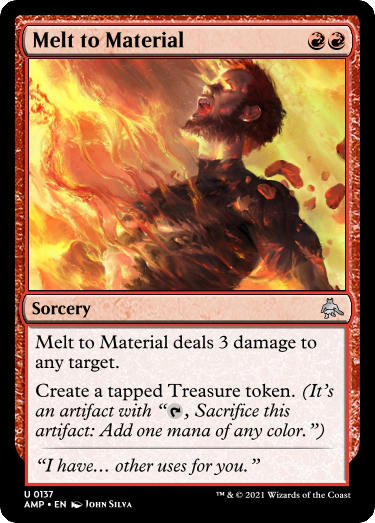 Melt to Material
Sorcery
Melt to Material deals 3 damage to
any target.
Create a tapped Treasure token. (It's
an artifact with “, Sacrifice this
artifact: Add one mana of any color.”)
“I have… other uses for you.”
U 0137
AMP • EN John Silva
™ & © 2021 Wizards of the Coast